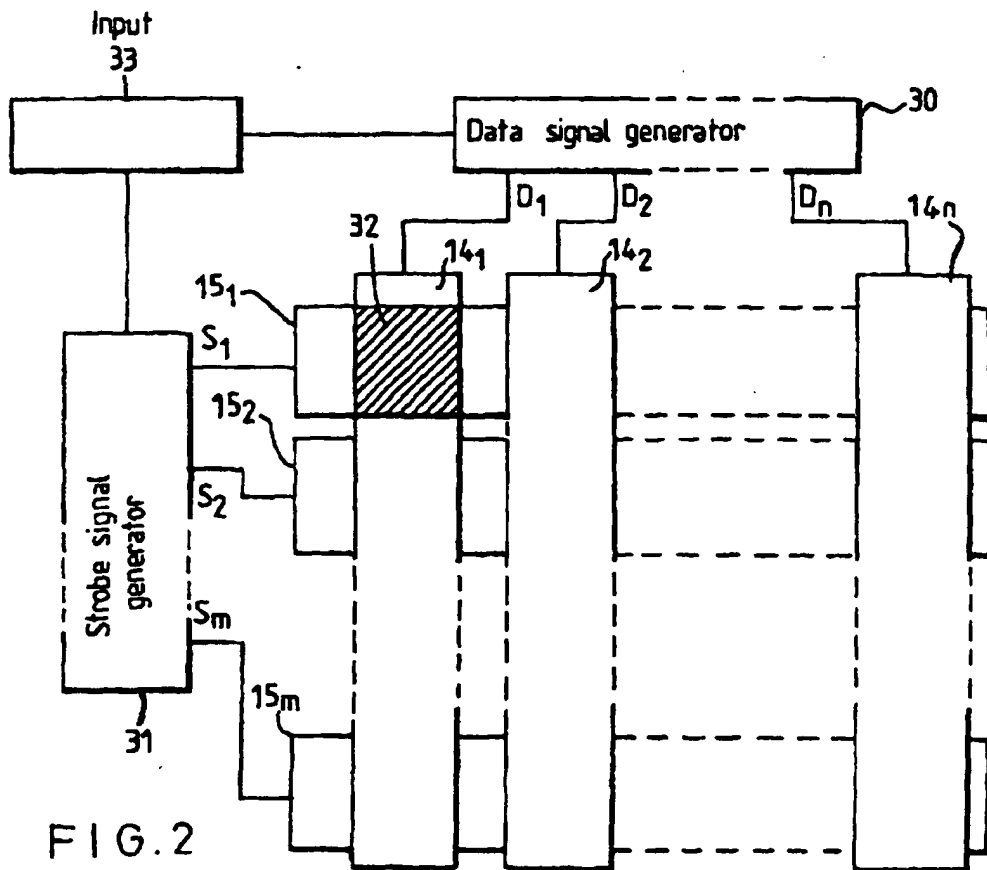 Input
33
Data signal generator
30
D₁
D₂
Dn
32
14₁
14₂
14n
15₁
S₁
15₂
S₂
Strobe signal
generator
Sm
15m
31
FIG.2